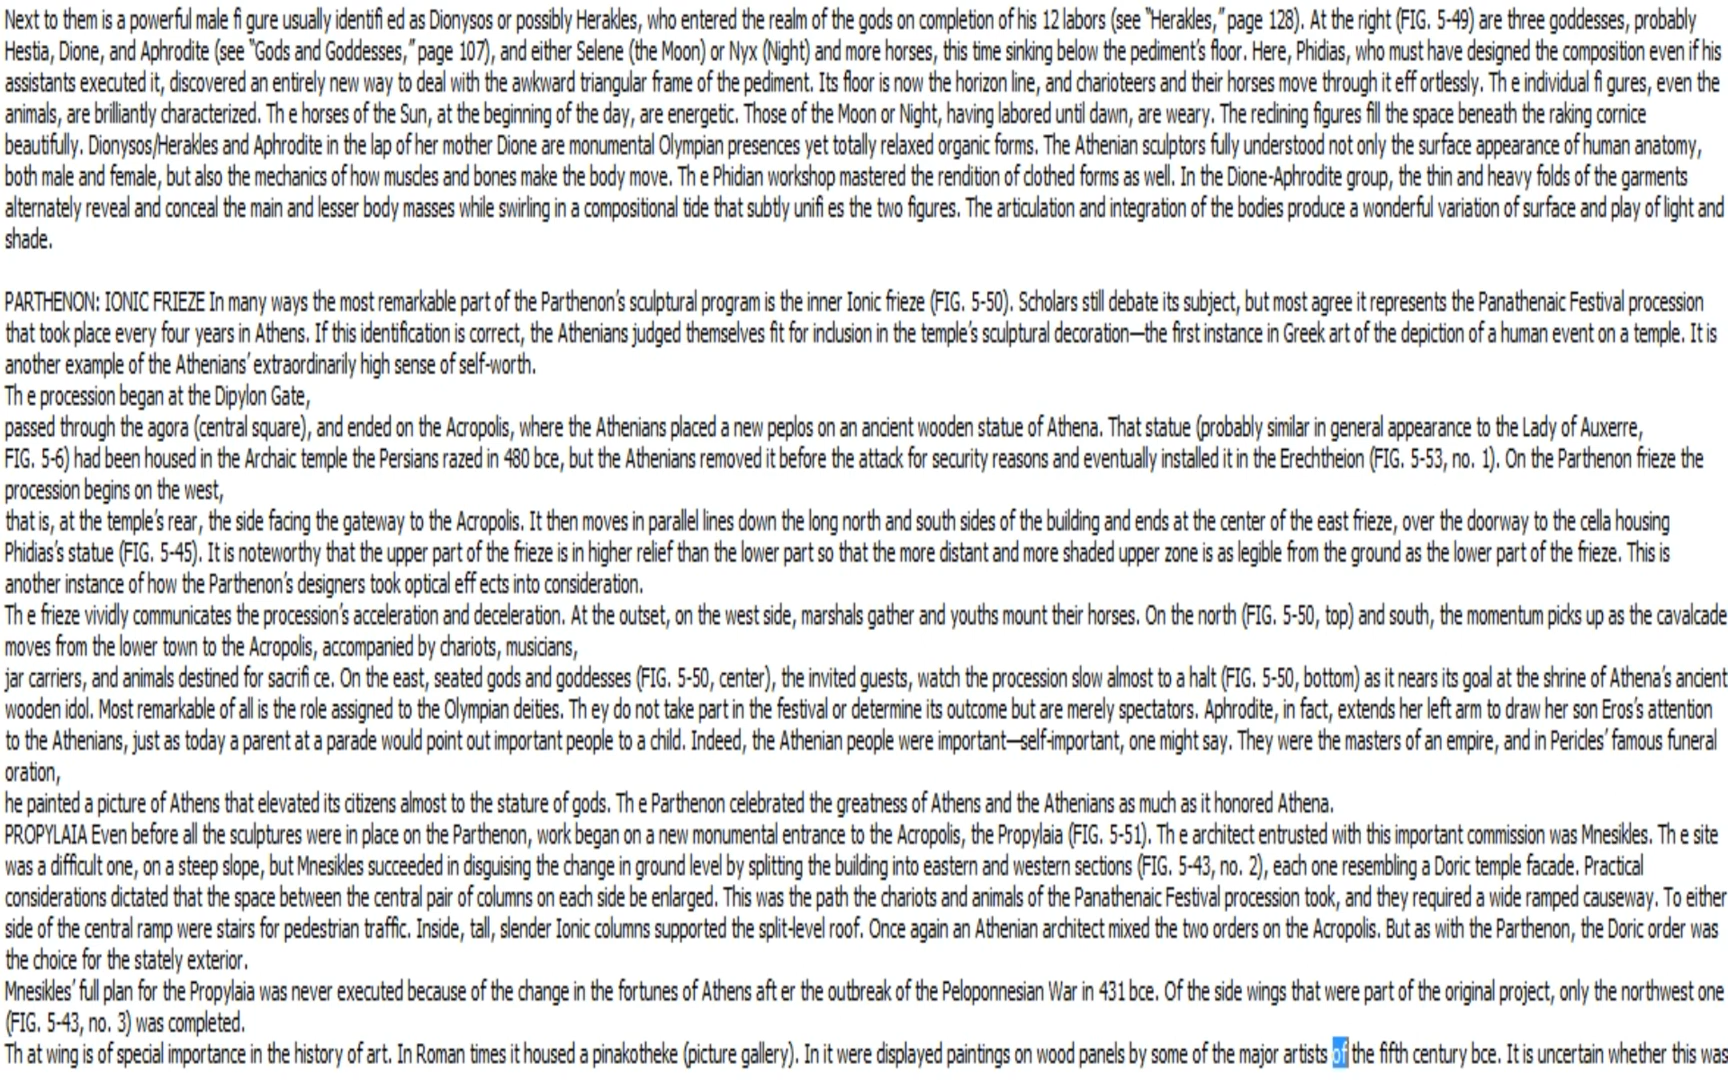 Next to them is a powerful male fi gure usually identifi ed as Dionysos or possibly Herakles, who entered the realm of the gods on completion of his 12 labors (see “Herakles,” page 128). At the right (FIG. 5-49) are three goddesses, probably
Hestia, Dione, and Aphrodite (see “Gods and Goddesses,” page 107), and either Selene (the Moon) or Nyx (Night) and more horses, this time sinking below the pediment’s floor. Here, Phidias, who must have designed the composition even if his
assistants executed it, discovered an entirely new way to deal with the awkward triangular frame of the pediment. Its floor is now the horizon line, and charioteers and their horses move through it eff ortlessly. Th e individual fi gures, even the
animals, are brilliantly characterized. Th e horses of the Sun, at the beginning of the day, are energetic. Those of the Moon or Night, having labored until dawn, are weary. The reclining figures fill the space beneath the raking cornice
beautifully. Dionysos/Herakles and Aphrodite in the lap of her mother Dione are monumental Olympian presences yet totally relaxed organic forms. The Athenian sculptors fully understood not only the surface appearance of human anatomy,
both male and female, but also the mechanics of how muscles and bones make the body move. Th e Phidian workshop mastered the rendition of clothed forms as well. In the Dione-Aphrodite group, the thin and heavy folds of the garments
alternately reveal and conceal the main and lesser body masses while swirling in a compositional tide that subtly unifi es the two figures. The articulation and integration of the bodies produce a wonderful variation of surface and play of light and
shade.
PARTHENON: IONIC FRIEZE In many ways the most remarkable part of the Parthenon’s sculptural program is the inner Ionic frieze (FIG. 5-50). Scholars still debate its subject, but most agree it represents the Panathenaic Festival procession
that took place every four years in Athens. If this identification is correct, the Athenians judged themselves fit for inclusion in the temple’s sculptural decoration—the first instance in Greek art of the depiction of a human event on a temple. It is
another example of the Athenians’ extraordinarily high sense of self-worth.
Th e procession began at the Dipylon Gate,
passed through the agora (central square), and ended on the Acropolis, where the Athenians placed a new peplos on an ancient wooden statue of Athena. That statue (probably similar in general appearance to the Lady of Auxerre,
FIG. 5-6) had been housed in the Archaic temple the Persians razed in 480 bce, but the Athenians removed it before the attack for security reasons and eventually installed it in the Erechtheion (FIG. 5-53, no. 1). On the Parthenon frieze the
procession begins on the west,
that is, at the temple’s rear, the side facing the gateway to the Acropolis. It then moves in parallel lines down the long north and south sides of the building and ends at the center of the east frieze, over the doorway to the cella housing
Phidias’s statue (FIG. 5-45). It is noteworthy that the upper part of the frieze is in higher relief than the lower part so that the more distant and more shaded upper zone is as legible from the ground as the lower part of the frieze. This is
another instance of how the Parthenon’s designers took optical eff ects into consideration.
Th e frieze vividly communicates the procession’s acceleration and deceleration. At the outset, on the west side, marshals gather and youths mount their horses. On the north (FIG. 5-50, top) and south, the momentum picks up as the cavalcade
moves from the lower town to the Acropolis, accompanied by chariots, musicians,
jar carriers, and animals destined for sacrifi ce. On the east, seated gods and goddesses (FIG. 5-50, center), the invited guests, watch the procession slow almost to a halt (FIG. 5-50, bottom) as it nears its goal at the shrine of Athena’s ancient
wooden idol. Most remarkable of all is the role assigned to the Olympian deities. Th ey do not take part in the festival or determine its outcome but are merely spectators. Aphrodite, in fact, extends her left arm to draw her son Eros’s attention
to the Athenians, just as today a parent at a parade would point out important people to a child. Indeed, the Athenian people were important—self-important, one might say. They were the masters of an empire, and in Pericles’ famous funeral
oration,
he painted a picture of Athens that elevated its citizens almost to the stature of gods. Th e Parthenon celebrated the greatness of Athens and the Athenians as much as it honored Athena.
PROPYLAIA Even before all the sculptures were in place on the Parthenon, work began on a new monumental entrance to the Acropolis, the Propylaia (FIG. 5-51). Th e architect entrusted with this important commission was Mnesikles. Th e site
was a difficult one, on a steep slope, but Mnesikles succeeded in disguising the change in ground level by splitting the building into eastern and western sections (FIG. 5-43, no. 2), each one resembling a Doric temple facade. Practical
considerations dictated that the space between the central pair of columns on each side be enlarged. This was the path the chariots and animals of the Panathenaic Festival procession took, and they required a wide ramped causeway. To either
side of the central ramp were stairs for pedestrian traffic. Inside, tall, slender Ionic columns supported the split-level roof. Once again an Athenian architect mixed the two orders on the Acropolis. But as with the Parthenon, the Doric order was
the choice for the stately exterior.
Mnesikles’ full plan for the Propylaia was never executed because of the change in the fortunes of Athens aft er the outbreak of the Peloponnesian War in 431 bce. Of the side wings that were part of the original project, only the northwest one
(FIG. 5-43, no. 3) was completed.
Th at wing is of special importance in the history of art. In Roman times it housed a pinakotheke (picture gallery). In it were displayed paintings on wood panels by some of the major artists of the fifth century bce. It is uncertain whether this was